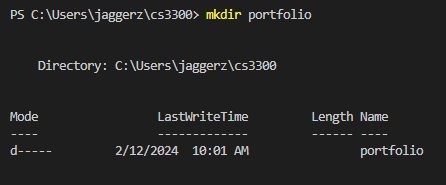 PS C:\Users\jaggerz\cs3300> mkdir portfolio
Directory: C:\Users\jaggerz\cs3300
Mode LastWriteTime Length Name
---- ------------- ------ ----
d----- 2/12/2024 10:01 AM portfolio